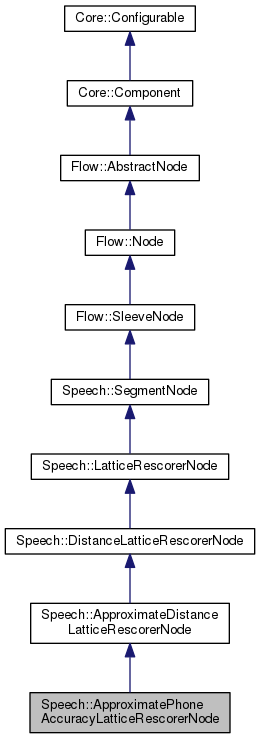 Core::Configurable
Core::Component
Flow::AbstractNode
Flow::Node
Flow::SleeveNode
Speech::SegmentNode
Speech::LatticeRescorerNode
Speech::DistanceLatticeRescorerNode
Speech::ApproximateDistance
LatticeRescorerNode
Speech::ApproximatePhone
AccuracyLatticeRescorerNode